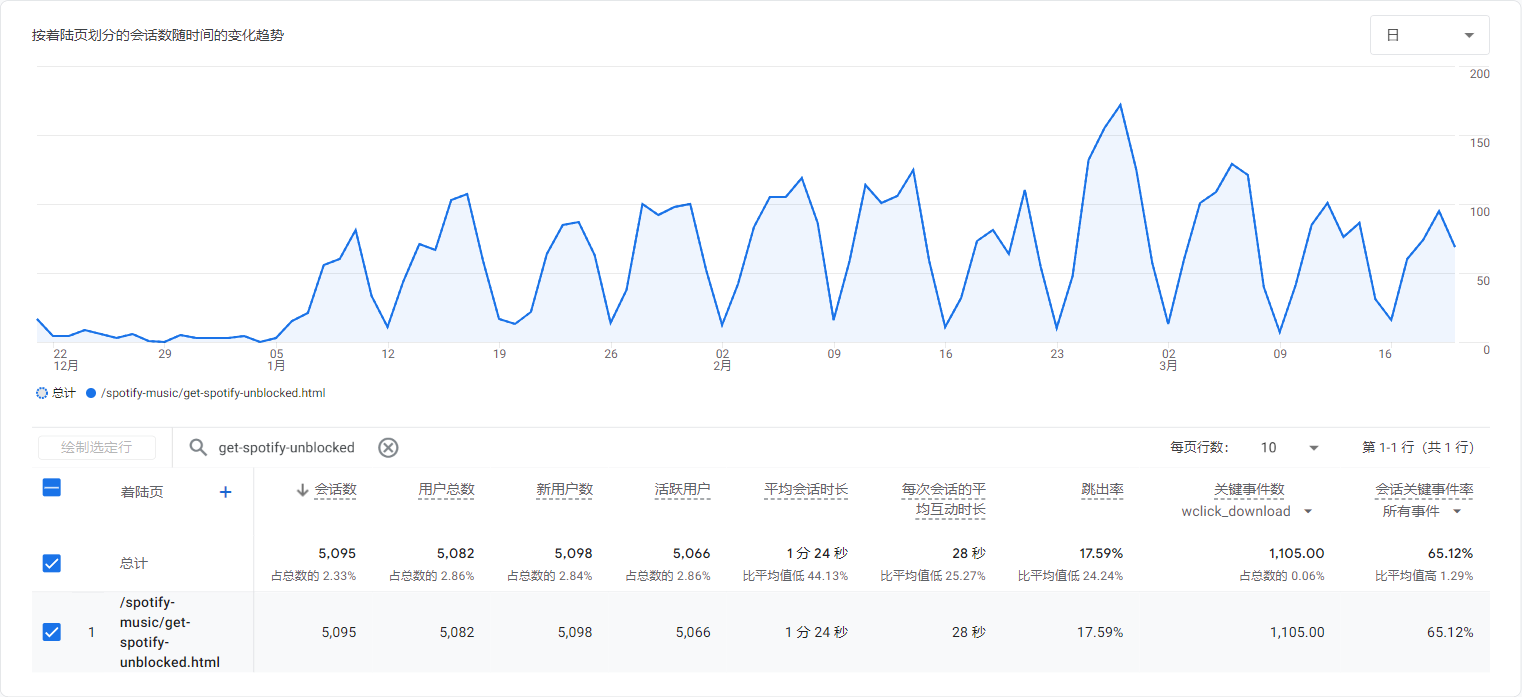 按着陆页划分的会话数随时间的变化趋势
日
200
150
100
50
0
22 29 05 12 19 26 02 09 16 23 02 09 16
12月 1月 2月 3月
总计 /spotify-music/get-spotify-unblocked.html
绘制选定行 get-spotify-unblocked 每页行数： 10 第 1-1 行（共 1 行）
着陆页 + 会话数 用户总数 新用户数 活跃用户 平均会话时长 每次会话的平 跳出率 关键事件数 会话关键事件率
均互动时长 wclick_download 所有事件
总计 5,095 5,082 5,098 5,066 1 分 24 秒 28 秒 17.59% 1,105.00 65.12%
占总数的 2.33% 占总数的 2.86% 占总数的 2.84% 占总数的 2.86% 比平均值低 44.13% 比平均值低 25.27% 比平均值低 24.24% 占总数的 0.06% 比平均值高 1.29%
/spotify-
music/get-
1 spotify- 5,095 5,082 5,098 5,066 1 分 24 秒 28 秒 17.59% 1,105.00 65.12%
unblocked.html